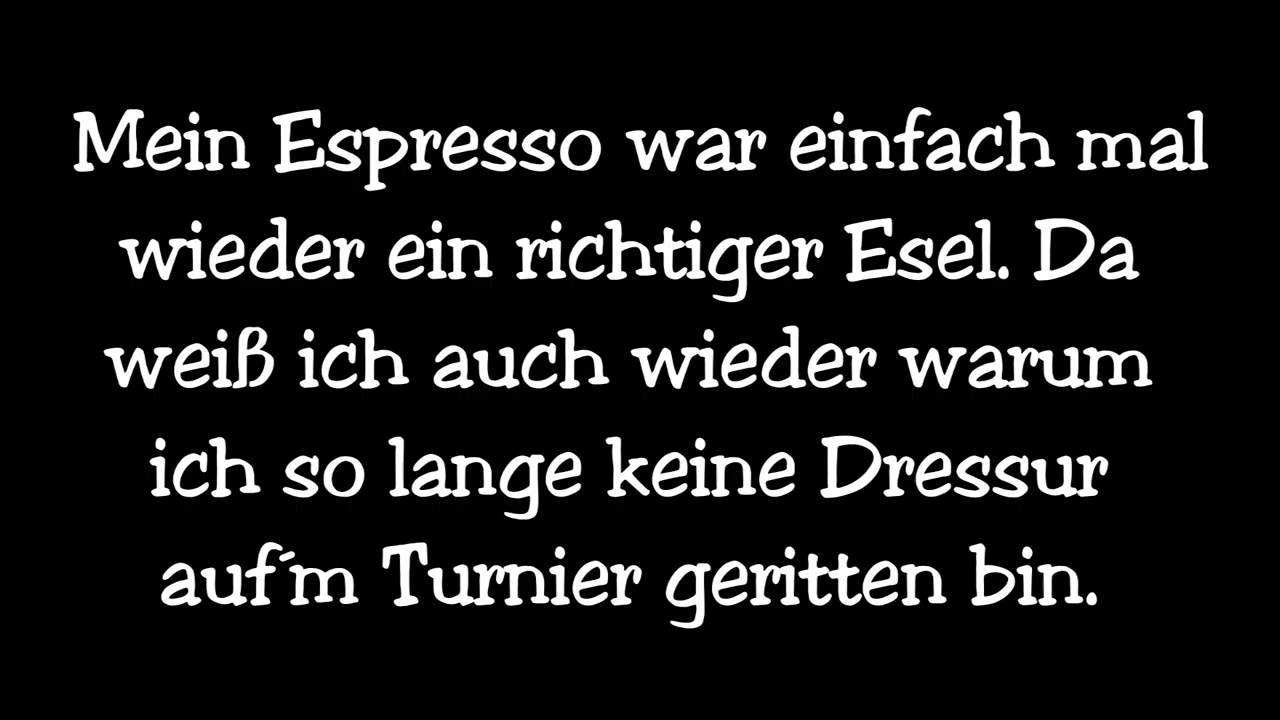 Mein Espresso war einfach mal
wieder ein richtiger Esel. Da
weiß ich auch wieder warum
ich so lange keine Dressur
auf´m Turnier geritten bin.